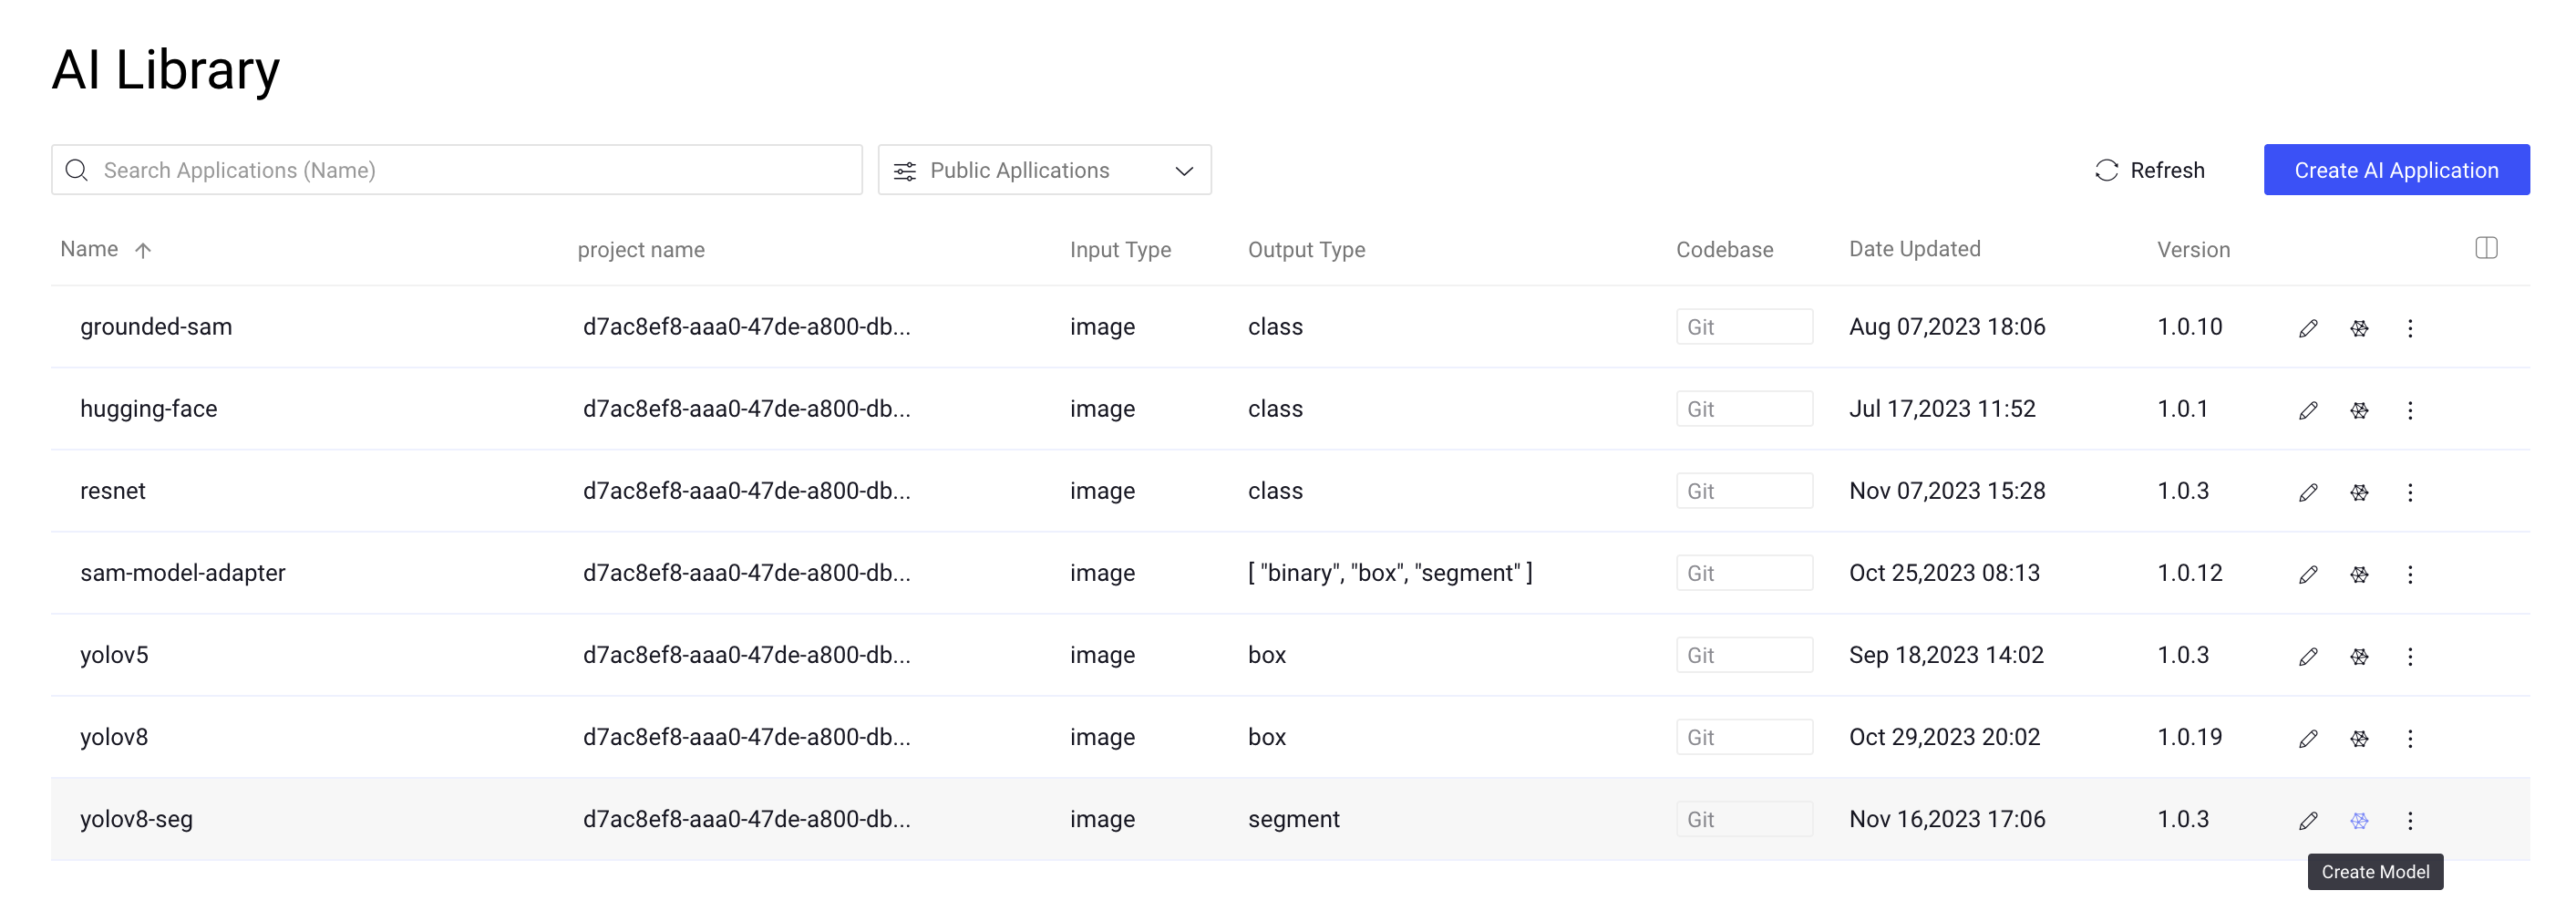 AI Library
Search Applications (Name) Public Apllications Refresh Create AI Application
Name project name Input Type Output Type Codebase Date Updated Version
grounded-sam d7ac8ef8-aaa0-47de-a800-db... image class Git Aug 07,2023 18:06 1.0.10
hugging-face d7ac8ef8-aaa0-47de-a800-db... image class Git Jul 17,2023 11:52 1.0.1
resnet d7ac8ef8-aaa0-47de-a800-db... image class Git Nov 07,2023 15:28 1.0.3
sam-model-adapter d7ac8ef8-aaa0-47de-a800-db... image [ "binary", "box", "segment" ] Git Oct 25,2023 08:13 1.0.12
yolov5 d7ac8ef8-aaa0-47de-a800-db... image box Git Sep 18,2023 14:02 1.0.3
yolov8 d7ac8ef8-aaa0-47de-a800-db... image box Git Oct 29,2023 20:02 1.0.19
yolov8-seg d7ac8ef8-aaa0-47de-a800-db... image segment Git Nov 16,2023 17:06 1.0.3
Create Model